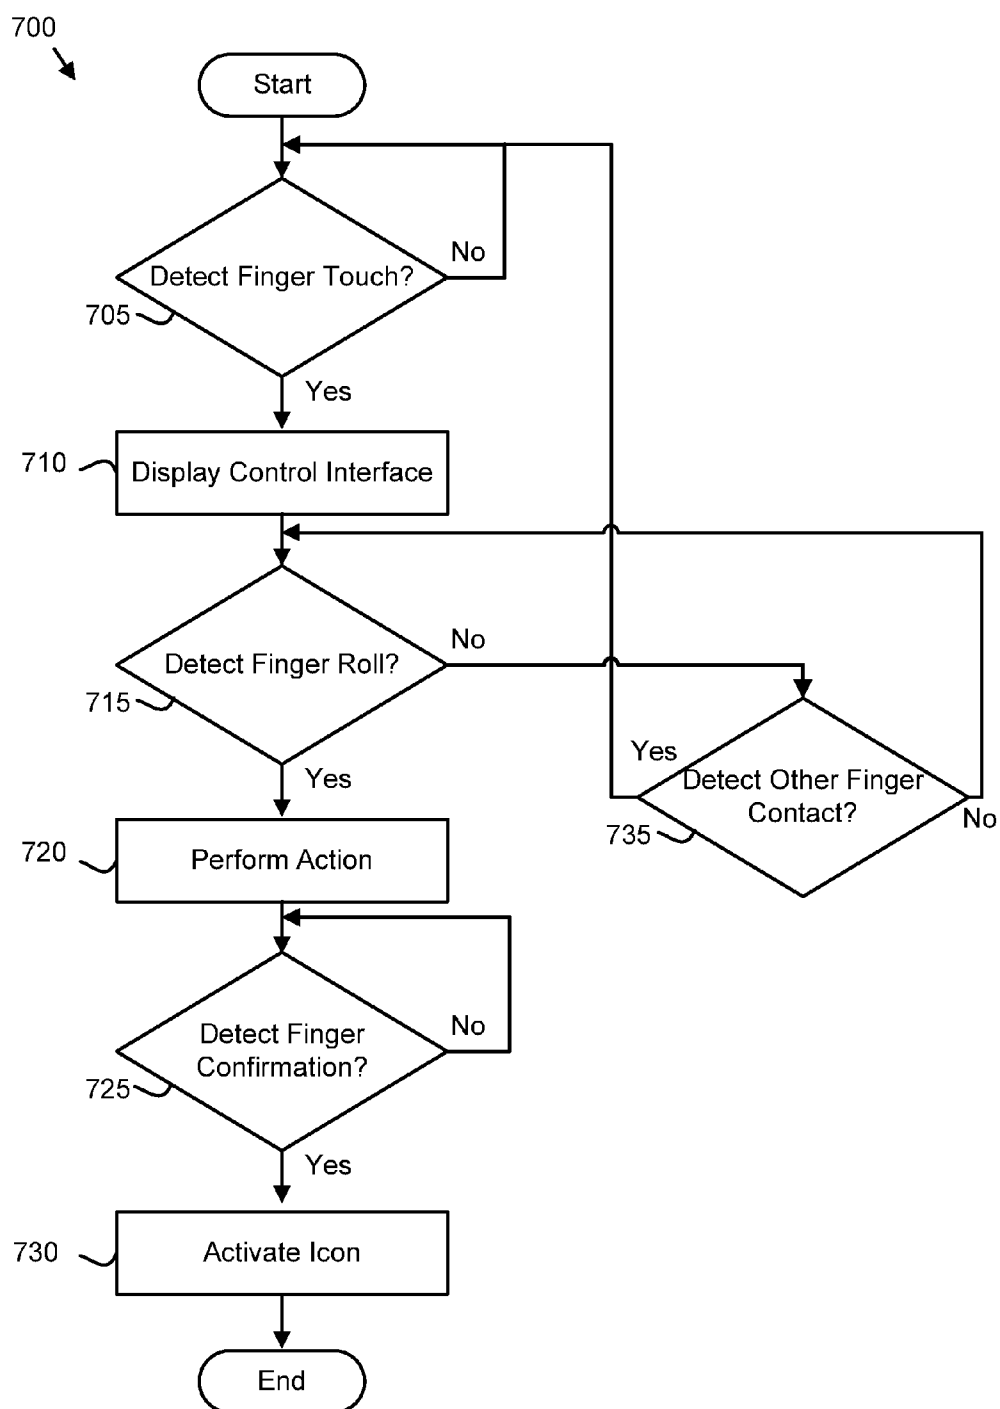 700
Start
No
Detect Finger Touch?
705
Yes
710
Display Control Interface
No
Detect Finger Roll?
715
Yes
Yes
Detect Other Finger
Contact?
735
No
720
Perform Action
No
Detect Finger
Confirmation?
725
Yes
730
Activate Icon
End